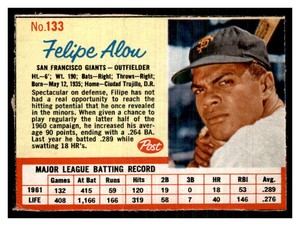 No. 133
Felipe Alou
SAN FRANCISCO GIANTS — OUTFIELDER
Ht.—6'; Wt. 190; Bats—Right; Throws—Right;
Born—May 12, 1935; Home—Ciudad Trujillo, D.R.
Spectacular on defense, Filipe has not
had a real opportunity to reach the
hitting potential that he once revealed
in the minors. When given a chance for
play regularly the latter half of the
1960 campaign, he increased his aver-
age 90 points, ending with a .264 BA.
Last year he batted .289 while
swatting 18 HR's.
Post
MAJOR LEAGUE BATTING RECORD
Games At Bat Runs Hits 2B 3B HR RBI Avg.
1961 132 415 59 120 19 0 18 53 .289
LIFE 408 1,166 166 319 58 7 40 146 .276